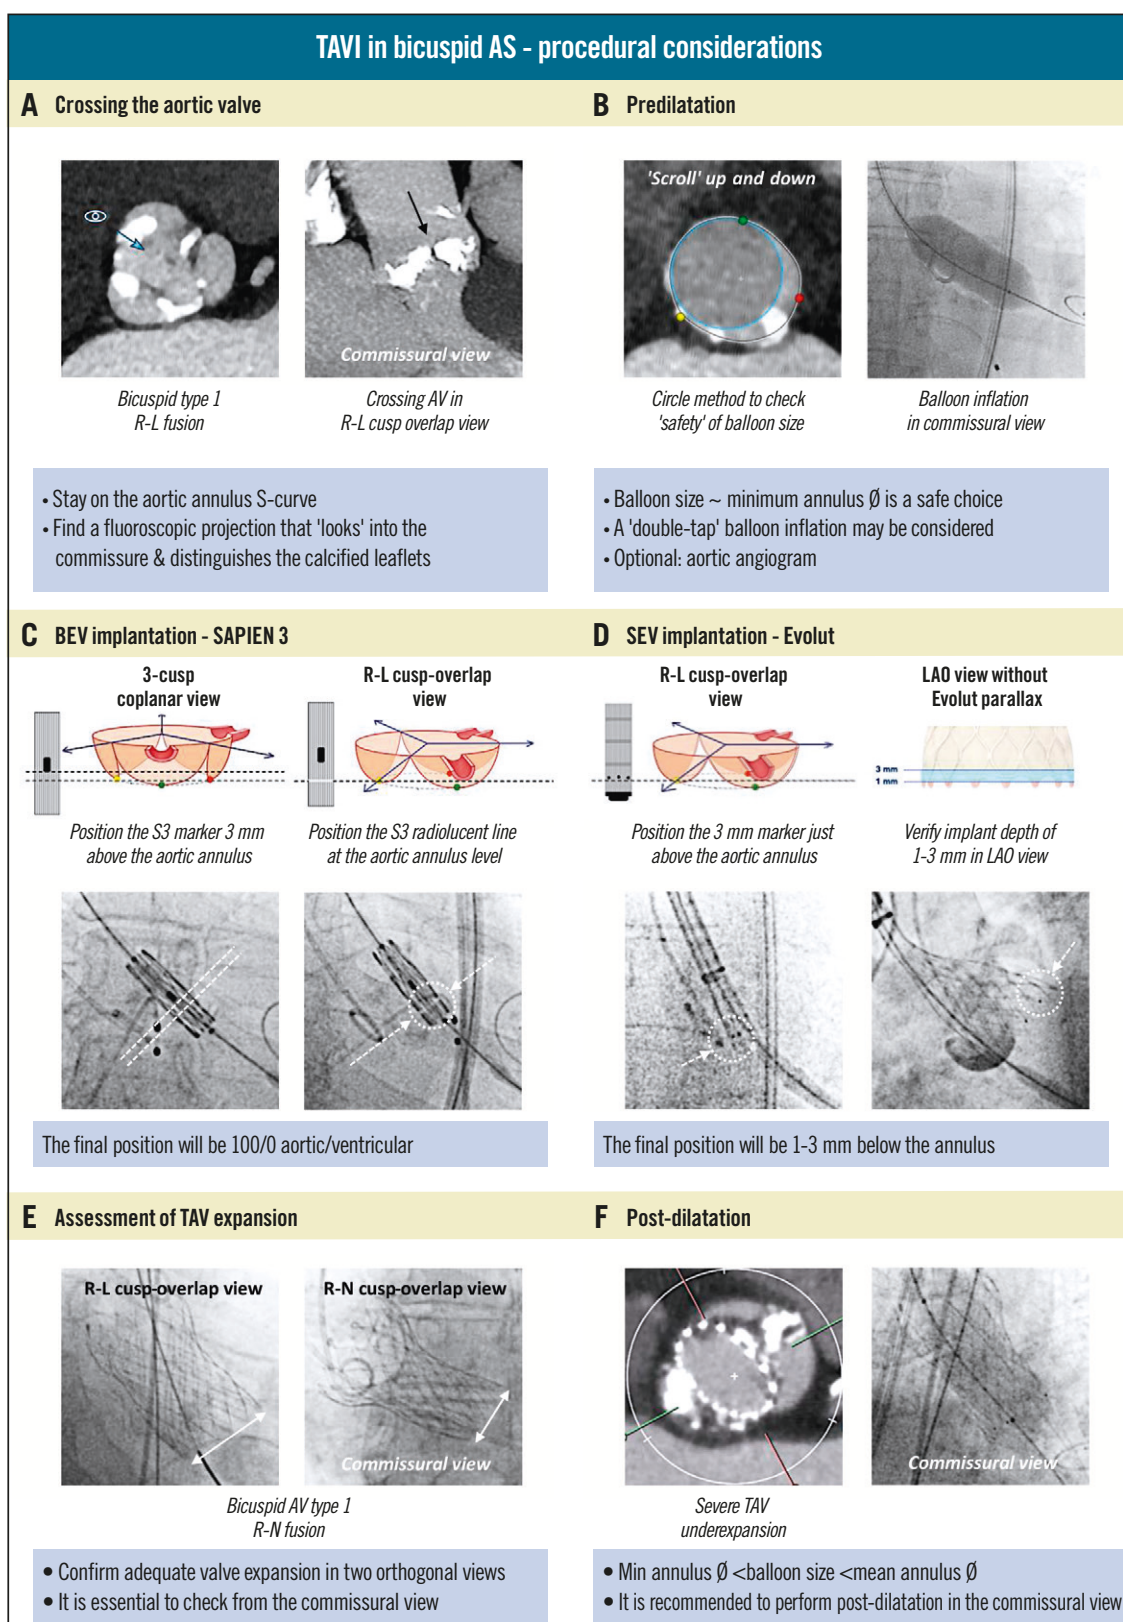 TAVI in bicuspid AS - procedural considerations
A Crossing the aortic valve
Commissural view
Bicuspid type 1
R-L fusion
Crossing AV in
R-L cusp overlap view
• Stay on the aortic annulus S-curve
• Find a fluoroscopic projection that 'looks' into the
commissure & distinguishes the calcified leaflets
B Predilatation
'Scroll' up and down
Circle method to check
'safety' of balloon size
Balloon inflation
in commissural view
• Balloon size ~ minimum annulus Ø is a safe choice
• A 'double-tap' balloon inflation may be considered
• Optional: aortic angiogram
C BEV implantation - SAPIEN 3
3-cusp
coplanar view
R-L cusp-overlap
view
Position the S3 marker 3 mm
above the aortic annulus
Position the S3 radiolucent line
at the aortic annulus level
The final position will be 100/0 aortic/ventricular
D SEV implantation - Evolut
R-L cusp-overlap
view
LAO view without
Evolut parallax
3 mm
1 mm
Position the 3 mm marker just
above the aortic annulus
Verify implant depth of
1-3 mm in LAO view
The final position will be 1-3 mm below the annulus
E Assessment of TAV expansion
R-L cusp-overlap view
R-N cusp-overlap view
Commissural view
Bicuspid AV type 1
R-N fusion
• Confirm adequate valve expansion in two orthogonal views
• It is essential to check from the commissural view
F Post-dilatation
Commissural view
Severe TAV
underexpansion
• Min annulus Ø <balloon size <mean annulus Ø
• It is recommended to perform post-dilatation in the commissural view